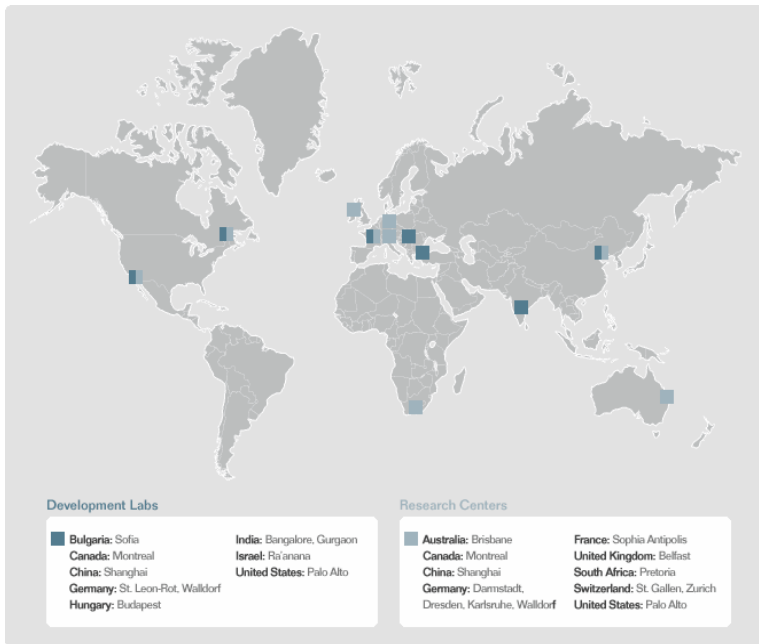 Development Labs
Bulgaria: Sofia
Canada: Montreal
China: Shanghai
Germany: St. Leon-Rot, Walldorf
Hungary: Budapest
India: Bangalore, Gurgaon
Israel: Ra'anana
United States: Palo Alto
Research Centers
Australia: Brisbane
Canada: Montreal
China: Shanghai
Germany: Darmstadt,
Dresden, Karlsruhe, Walldorf
France: Sophia Antipolis
United Kingdom: Belfast
South Africa: Pretoria
Switzerland: St. Gallen, Zurich
United States: Palo Alto